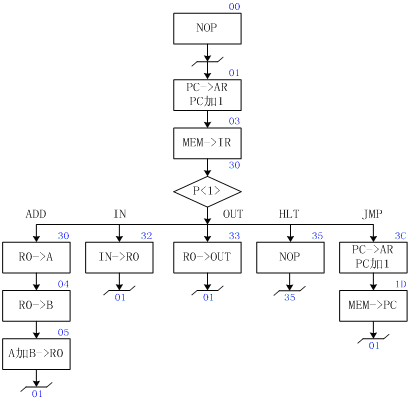 00
NOP
01
PC->AR
PC加1
03
MEM->IR
30
P<1>
ADD IN OUT HLT JMP
30 32 33 35 3C
R0->A IN->R0 R0->OUT NOP PC->AR
PC加1
04 01 01 35 1D
R0->B MEM->PC
05 01
A加B->R0
01